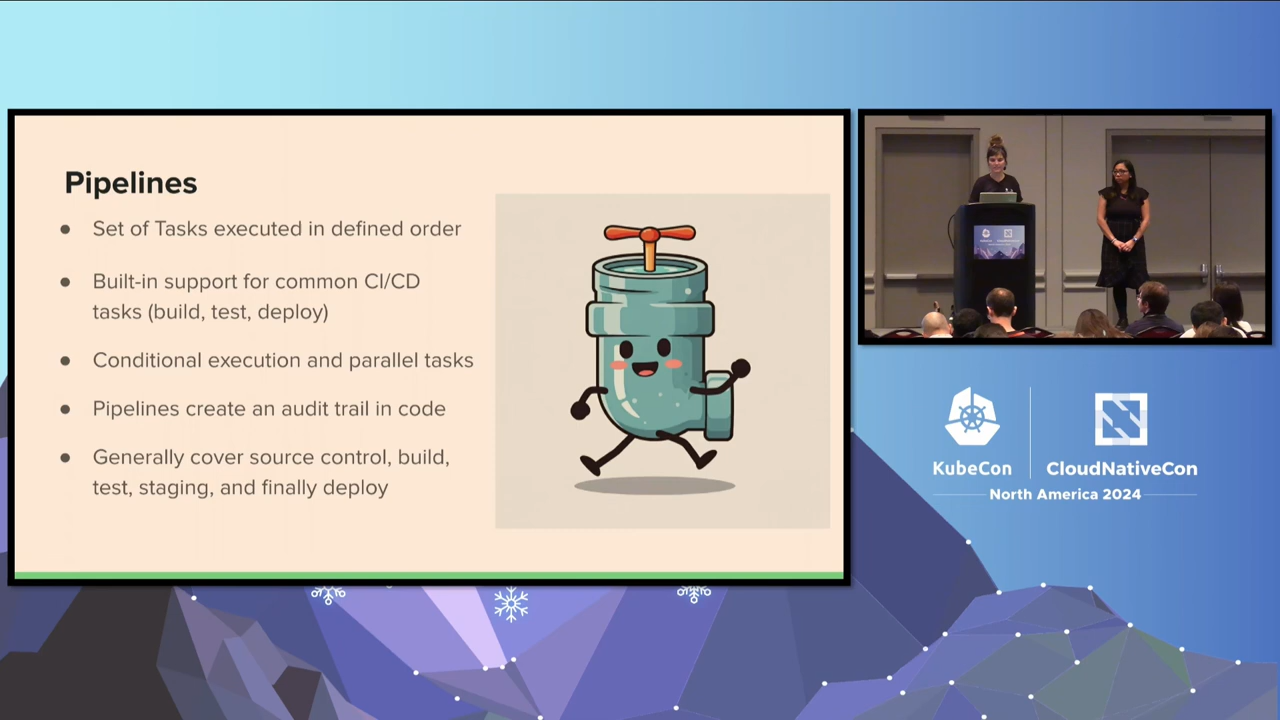 Pipelines
● Set of Tasks executed in defined order
● Built-in support for common CI/CD
tasks (build, test, deploy)
● Conditional execution and parallel tasks
● Pipelines create an audit trail in code
● Generally cover source control, build,
test, staging, and finally deploy
KubeCon
CloudNativeCon
North America 2024